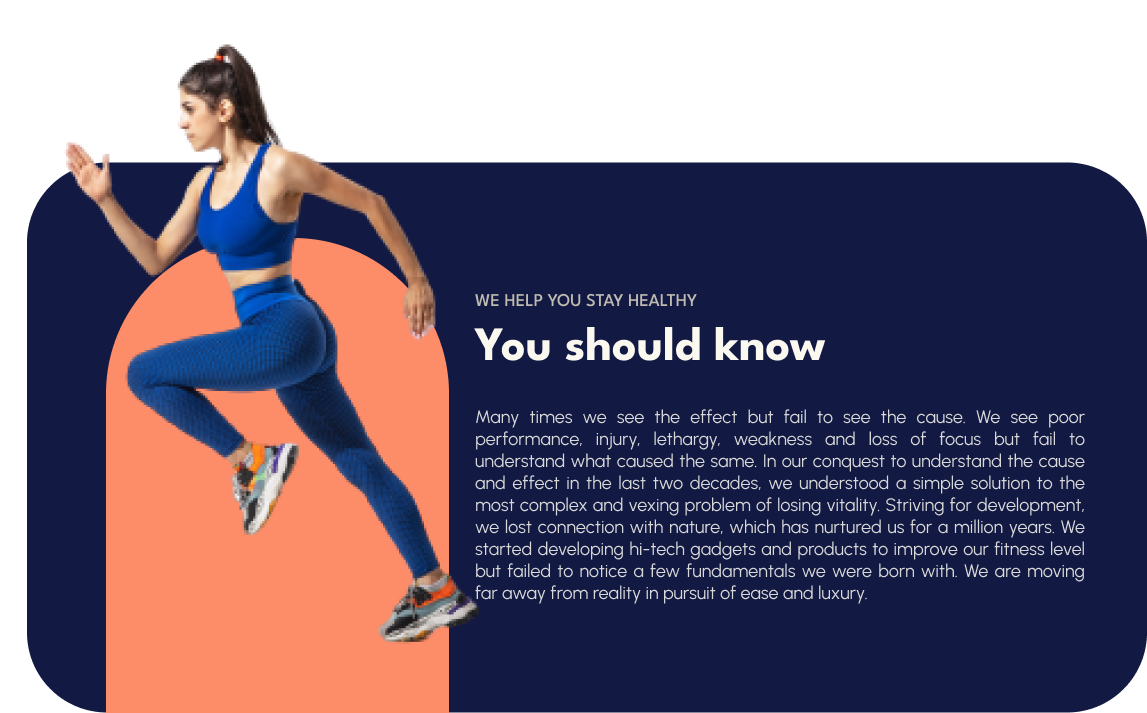 WE HELP YOU STAY HEALTHY
You should know
Many times we see the effect but fail to see the cause. We see poor
performance, injury, lethargy, weakness and loss of focus but fail to
understand what caused the same. In our conquest to understand the cause
and effect in the last two decades, we understood a simple solution to the
most complex and vexing problem of losing vitality. Striving for development,
we lost connection with nature, which has nurtured us for a million years. We
started developing hi-tech gadgets and products to improve our fitness level
but failed to notice a few fundamentals we were born with. We are moving
far away from reality in pursuit of ease and luxury.